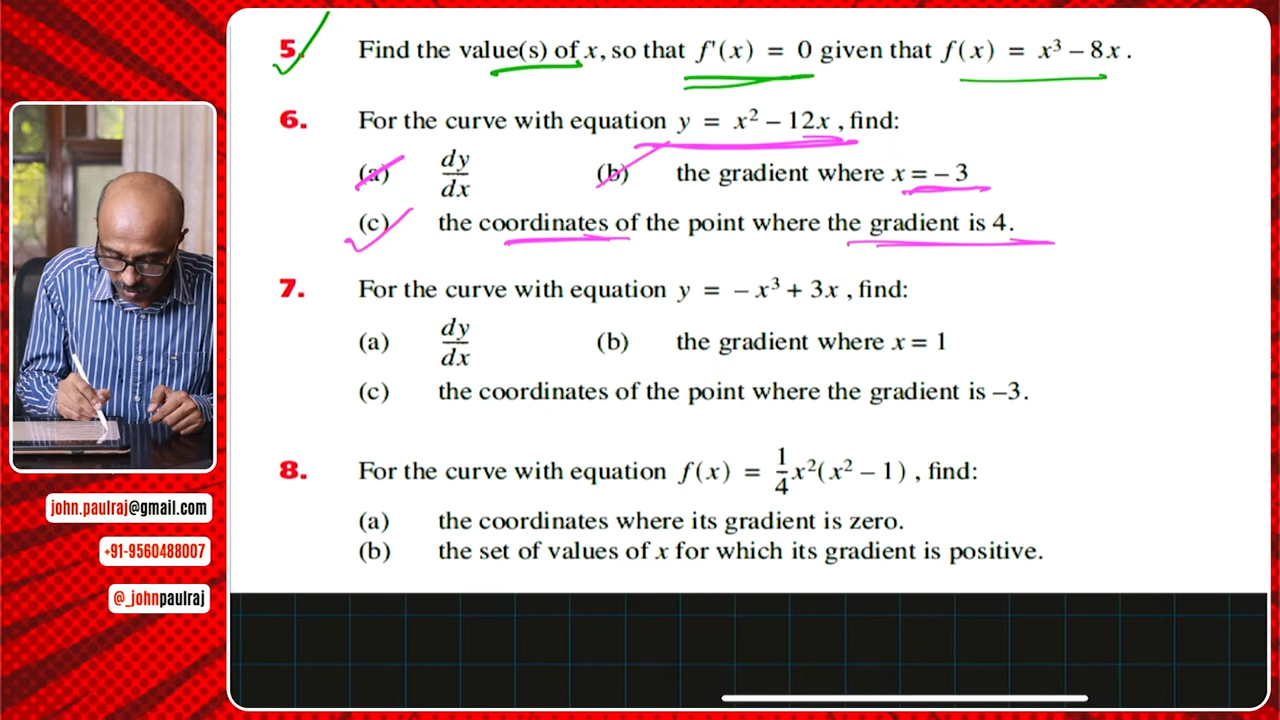 5. Find the value(s) of x, so that f'(x) = 0 given that f(x) = x³ – 8x.
6. For the curve with equation y = x² – 12x, find:
(a) dy/dx (b) the gradient where x = – 3
(c) the coordinates of the point where the gradient is 4.
7. For the curve with equation y = – x³ + 3x, find:
(a) dy/dx (b) the gradient where x = 1
(c) the coordinates of the point where the gradient is –3.
8. For the curve with equation f(x) = 1/4 x²(x² – 1), find:
(a) the coordinates where its gradient is zero.
(b) the set of values of x for which its gradient is positive.
john.paulraj@gmail.com
+91-9560488007
@_johnpaulraj